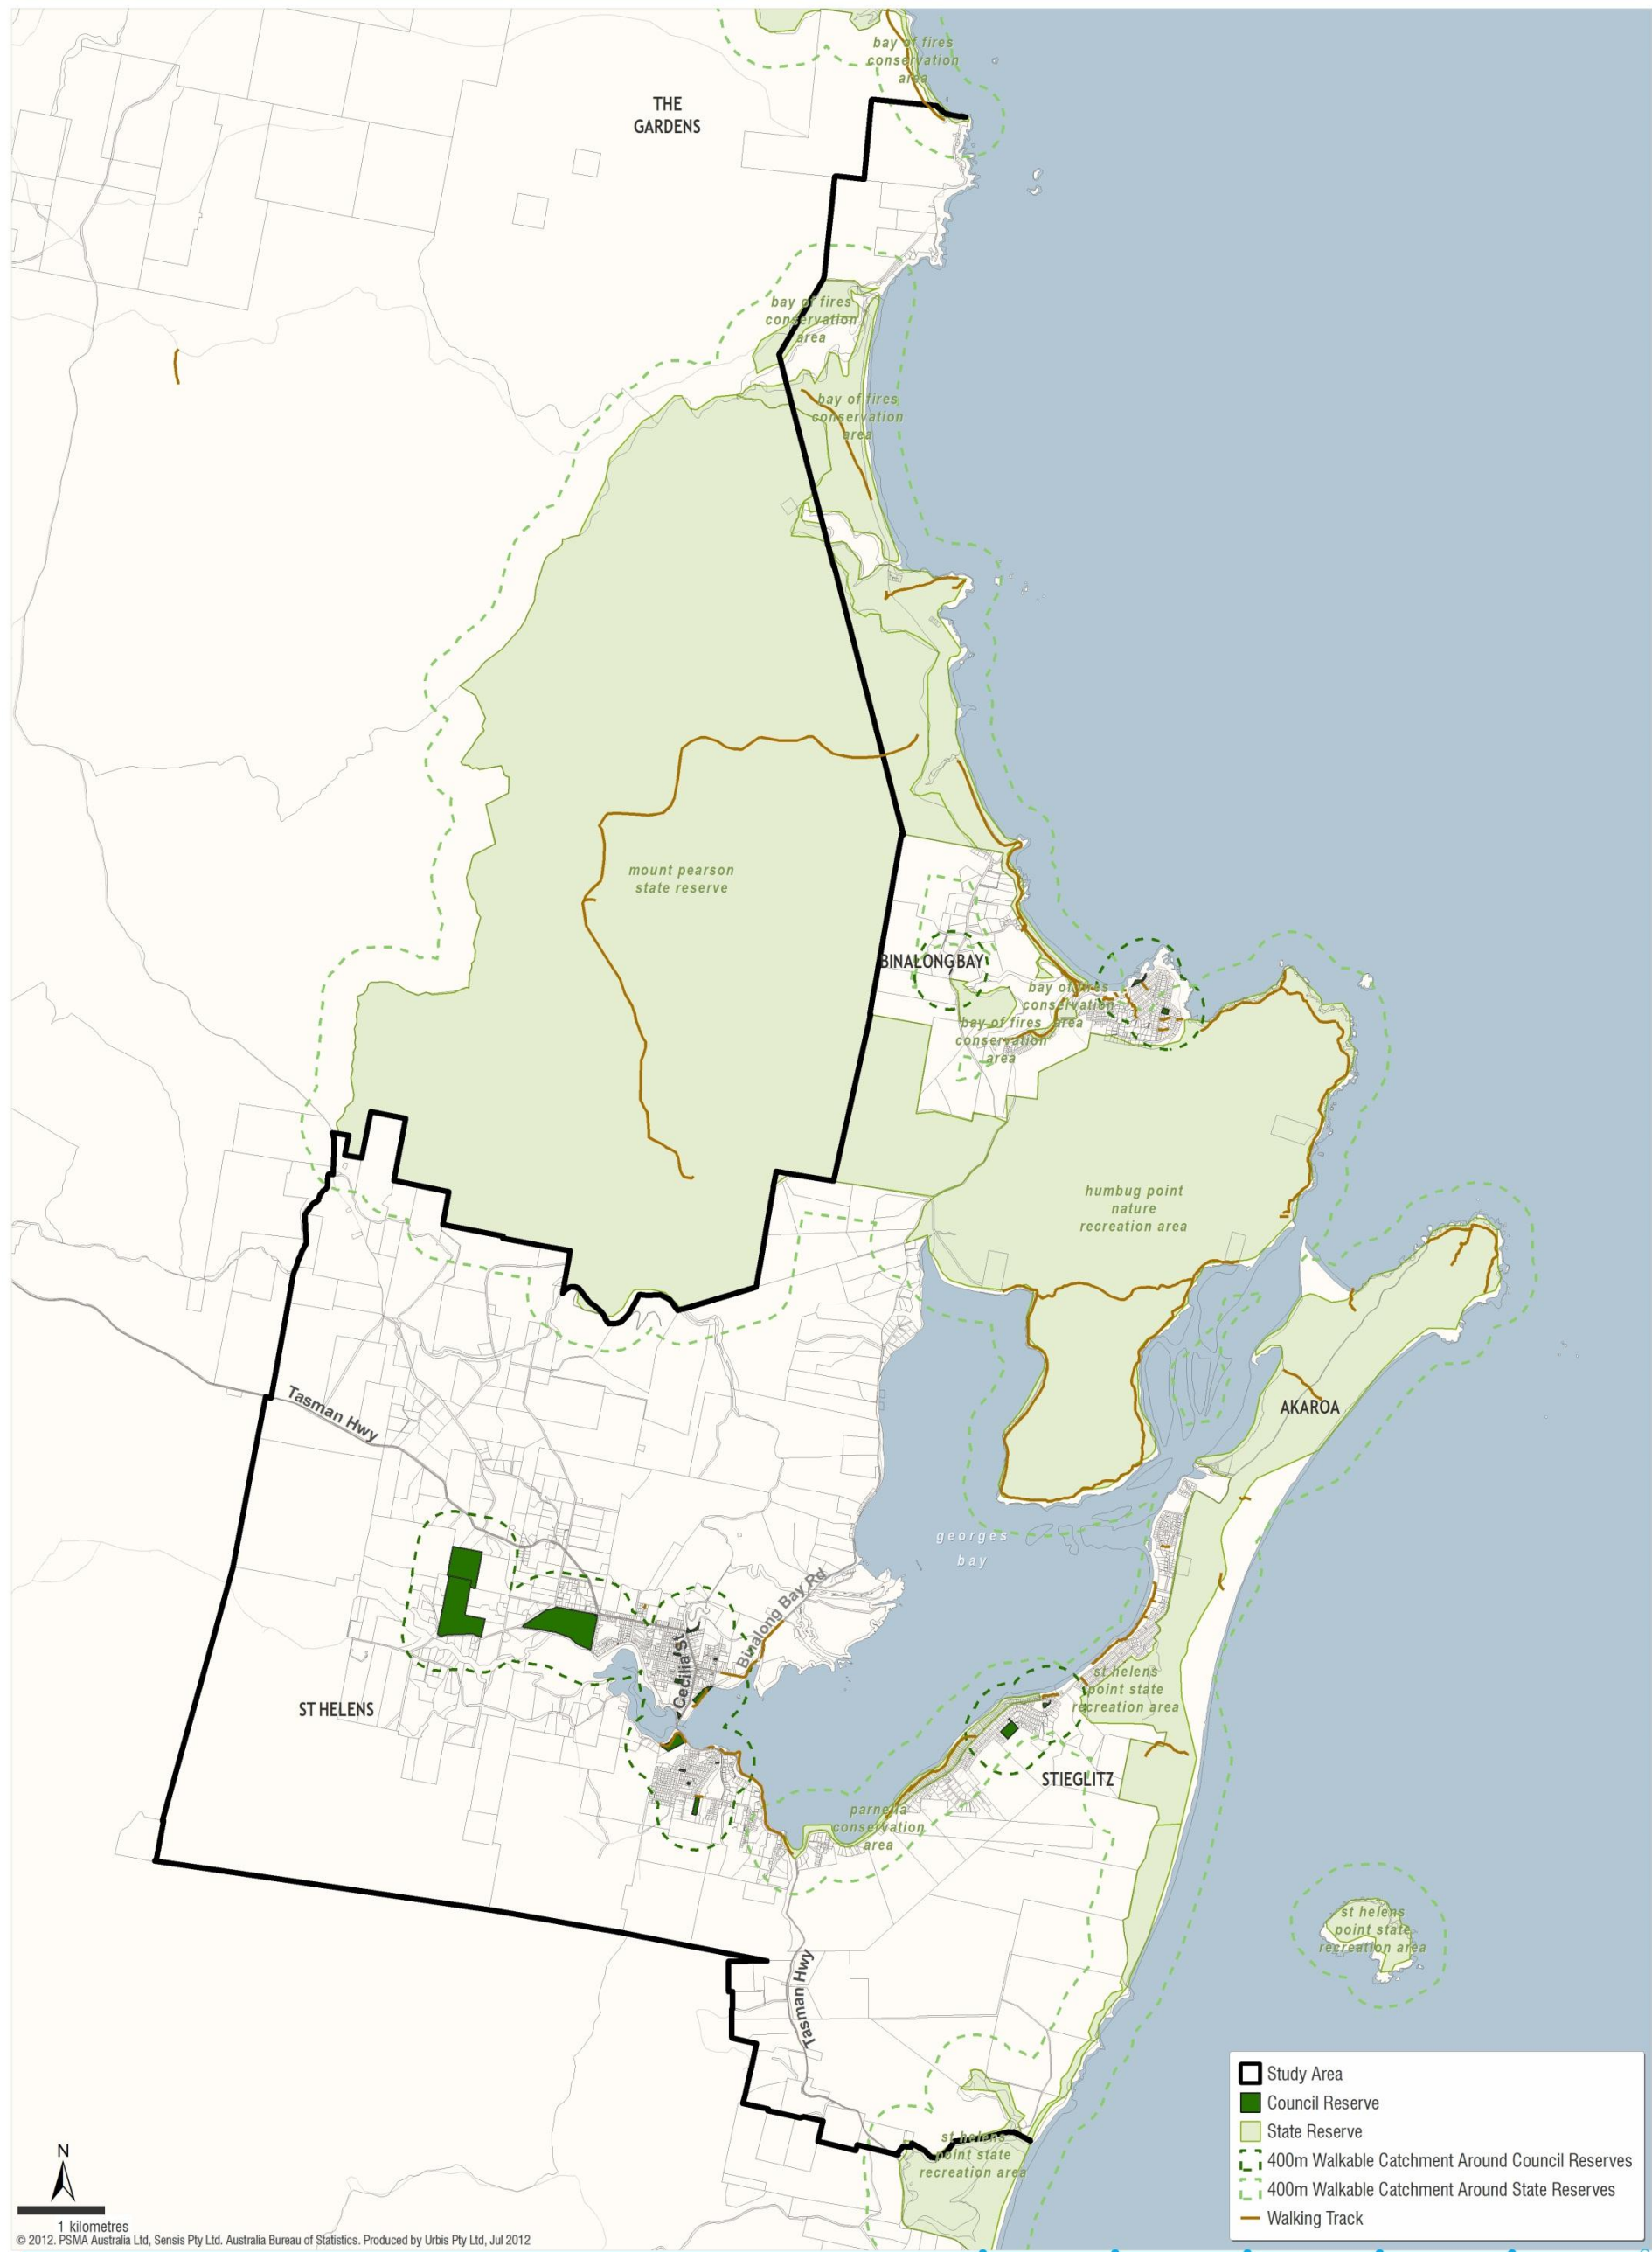 bay of fires
conservation
area
THE
GARDENS
bay of fires
conservation
area
bay of fires
conservation
area
mount pearson
state reserve
BINALONG BAY
bay of fires
conservation
area
bay of fires
conservation
area
humbug point
nature
recreation area
Tasman Hwy
AKAROA
georges
bay
Binalong Bay Rd
Cecilia St
ST HELENS
st helens
point state
recreation area
STIEGLITZ
parnella
conservation
area
st helens
point state
recreation area
Tasman Hwy
st helens
point state
recreation area
Study Area
Council Reserve
State Reserve
400m Walkable Catchment Around Council Reserves
400m Walkable Catchment Around State Reserves
Walking Track
N
1 kilometres
© 2012. PSMA Australia Ltd, Sensis Pty Ltd. Australia Bureau of Statistics. Produced by Urbis Pty Ltd, Jul 2012